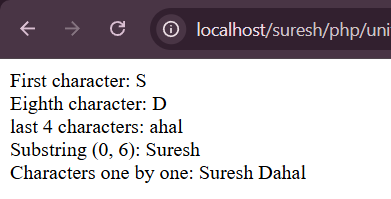 localhost/suresh/php/uni
First character: S
Eighth character: D
last 4 characters: ahal
Substring (0, 6): Suresh
Characters one by one: Suresh Dahal